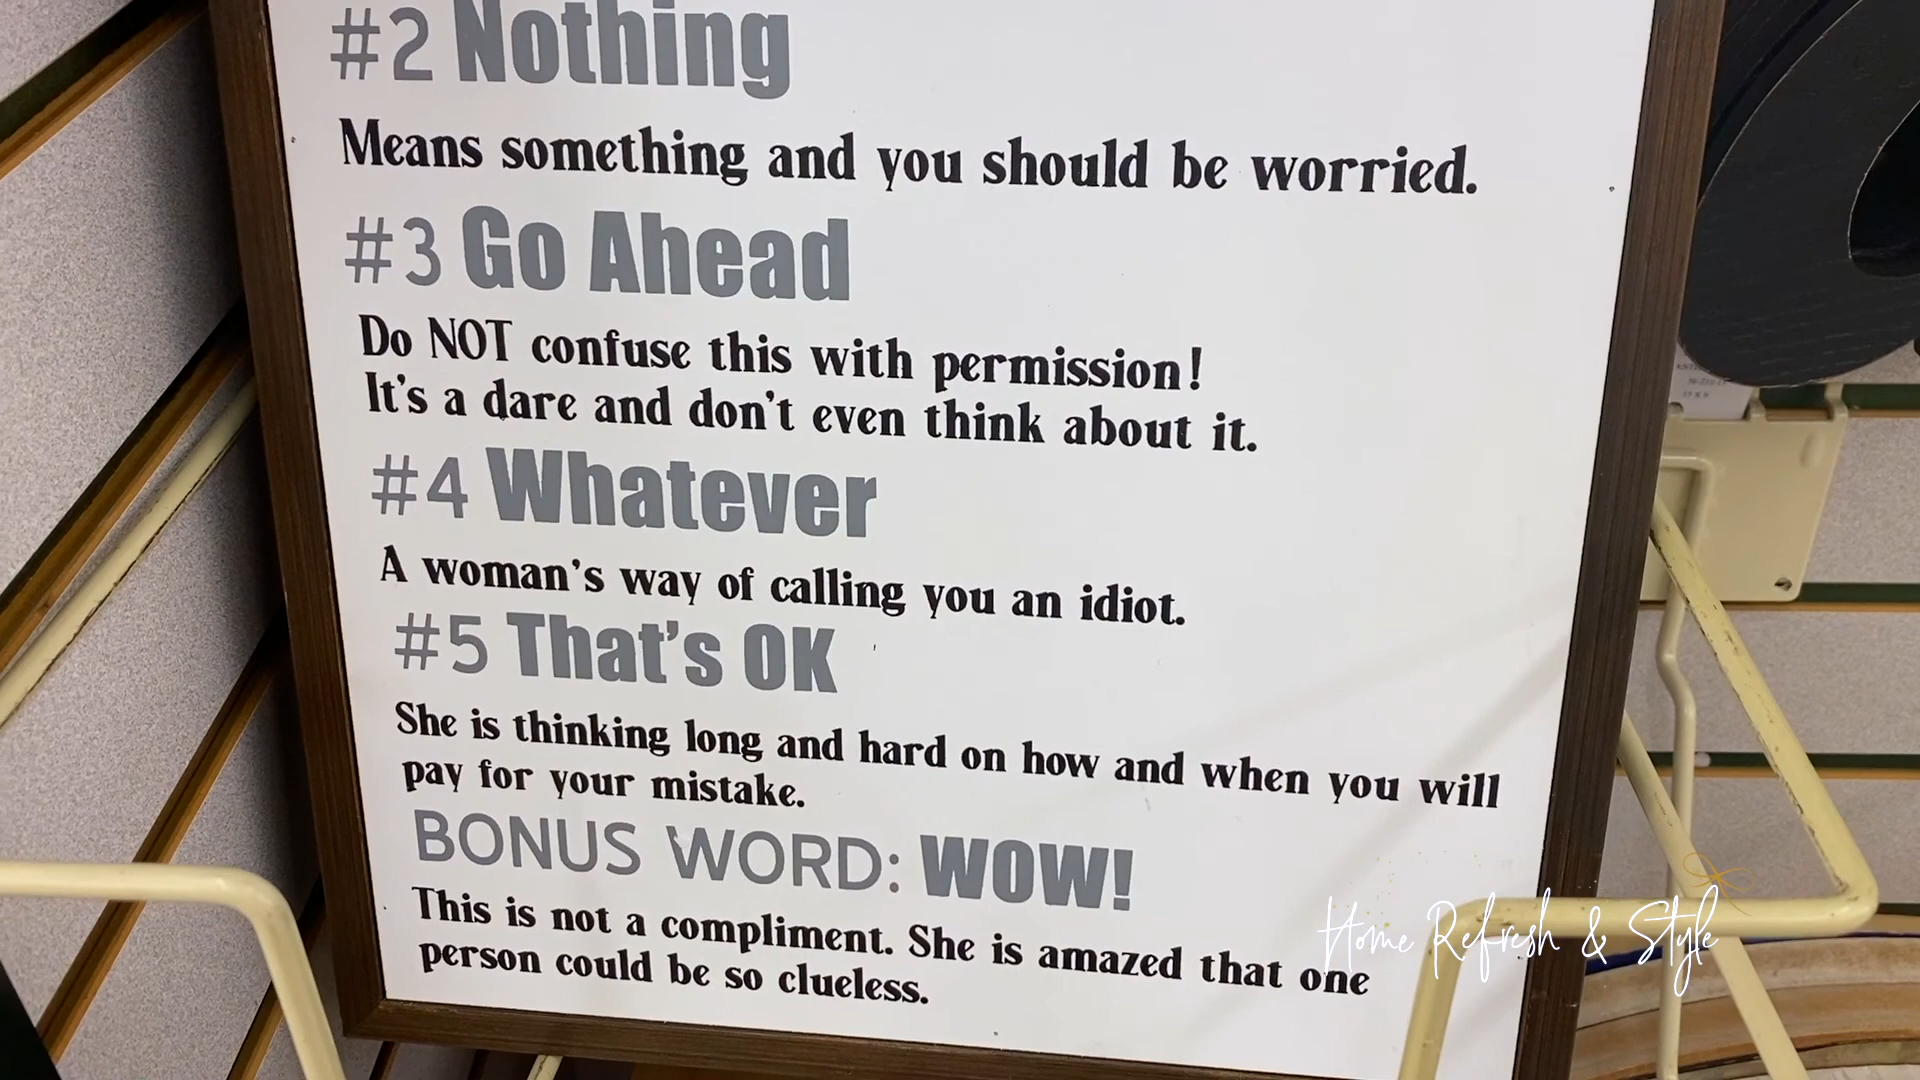 #2 Nothing
Means something and you should be worried.
#3 Go Ahead
Do NOT confuse this with permission!
It's a dare and don't even think about it.
#4 Whatever
A woman's way of calling you an idiot.
#5 That's OK
She is thinking long and hard on how and when you will
pay for your mistake.
BONUS WORD: WOW!
This is not a compliment. She is amazed that one
person could be so clueless.
Home Refresh & Style